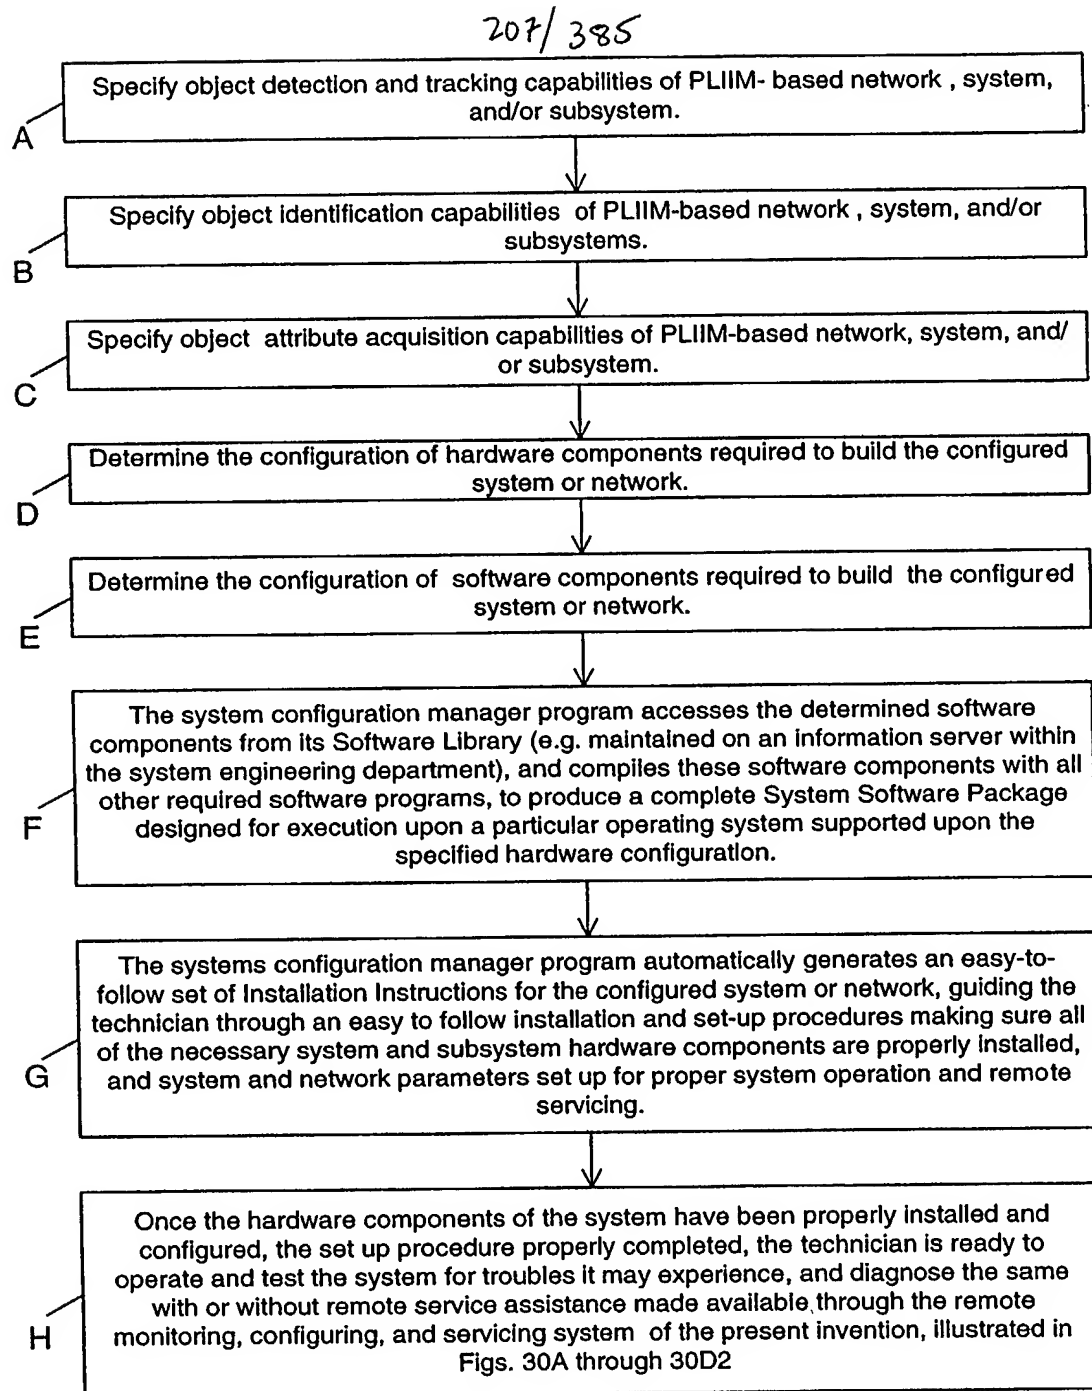 207/385
Specify object detection and tracking capabilities of PLIIM- based network , system,
and/or subsystem.
A
Specify object identification capabilities of PLIIM-based network , system, and/or
subsystems.
B
Specify object attribute acquisition capabilities of PLIIM-based network, system, and/
or subsystem.
C
Determine the configuration of hardware components required to build the configured
system or network.
D
Determine the configuration of software components required to build the configured
system or network.
E
The system configuration manager program accesses the determined software
components from its Software Library (e.g. maintained on an information server within
the system engineering department), and compiles these software components with all
other required software programs, to produce a complete System Software Package
designed for execution upon a particular operating system supported upon the
specified hardware configuration.
F
The systems configuration manager program automatically generates an easy-to-
follow set of Installation Instructions for the configured system or network, guiding the
technician through an easy to follow installation and set-up procedures making sure all
of the necessary system and subsystem hardware components are properly installed,
and system and network parameters set up for proper system operation and remote
servicing.
G
Once the hardware components of the system have been properly installed and
configured, the set up procedure properly completed, the technician is ready to
operate and test the system for troubles it may experience, and diagnose the same
with or without remote service assistance made available through the remote
monitoring, configuring, and servicing system of the present invention, illustrated in
Figs. 30A through 30D2
H